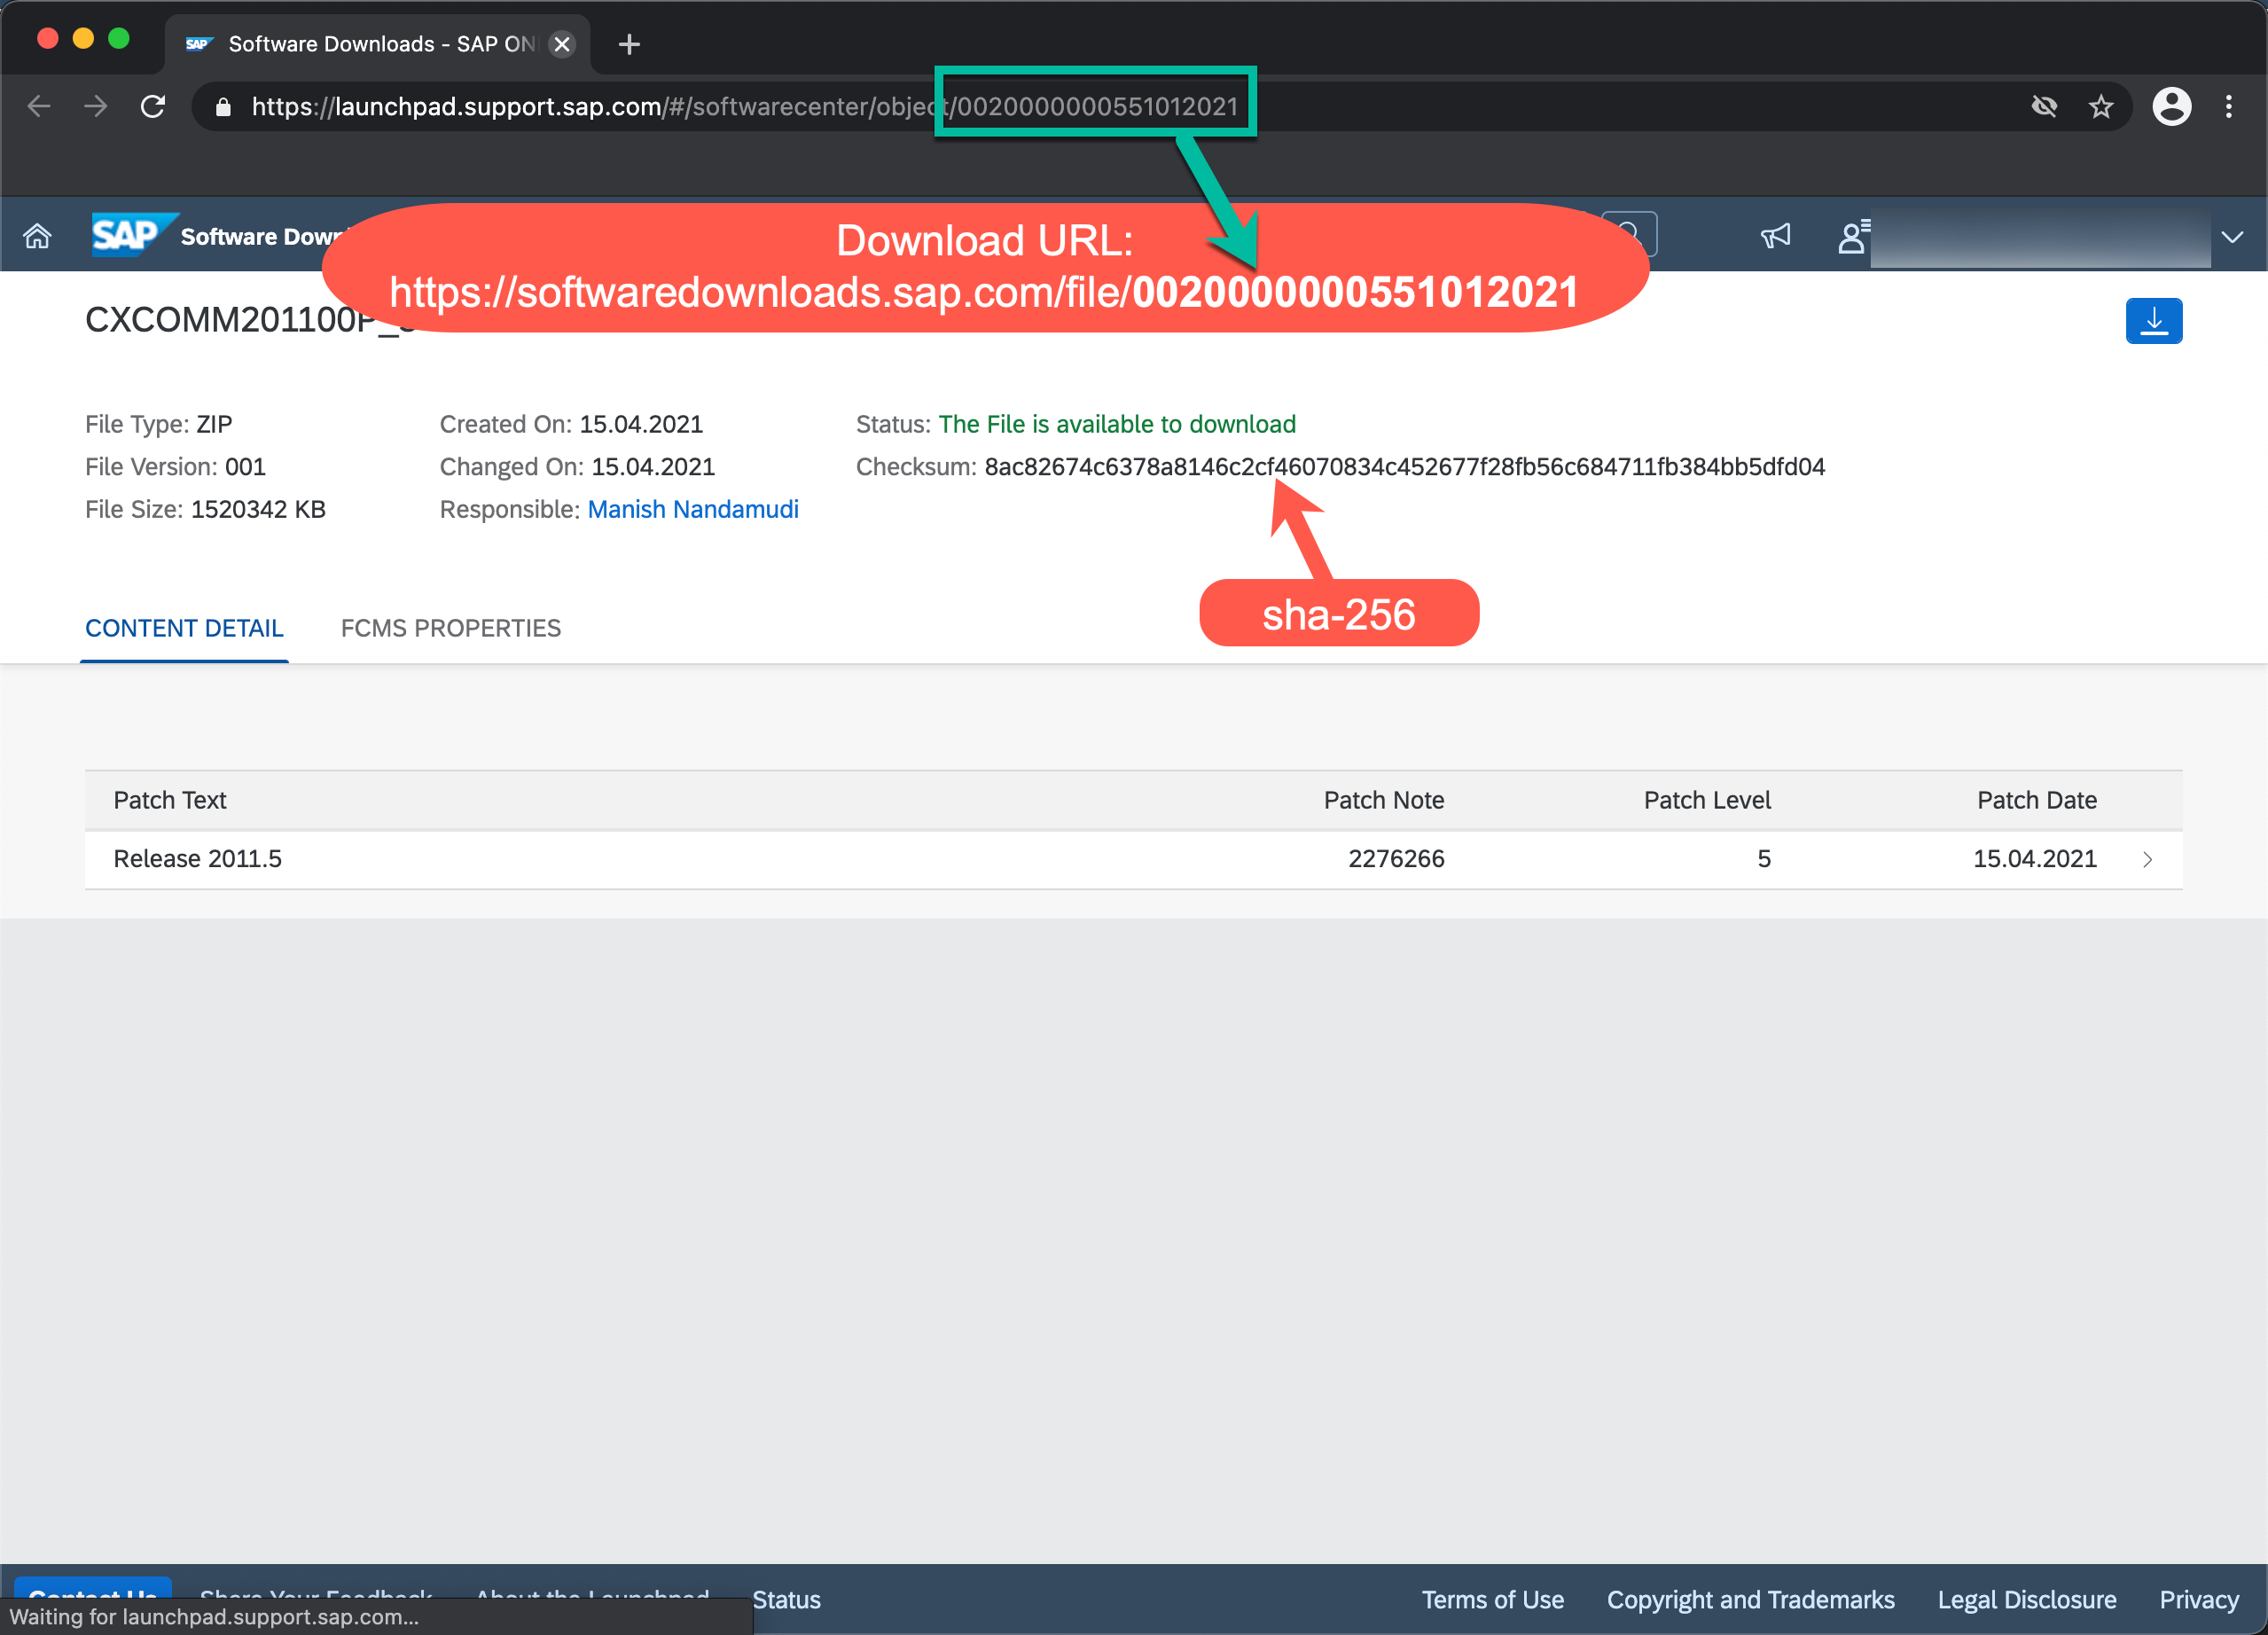 SAP Software Downloads - SAP ON
https://launchpad.support.sap.com/#/softwarecenter/object/0020000000551012021
SAP Software Down
Download URL:
https://softwaredownloads.sap.com/file/0020000000551012021
CXCOMM201100P_
File Type: ZIP
Created On: 15.04.2021
Status: The File is available to download
File Version: 001
Changed On: 15.04.2021
Checksum: 8ac82674c6378a8146c2cf46070834c452677f28fb56c684711fb384bb5dfd04
File Size: 1520342 KB
Responsible: Manish Nandamudi
sha-256
CONTENT DETAIL
FCMS PROPERTIES
Patch Text Patch Note Patch Level Patch Date
Release 2011.5 2276266 5 15.04.2021
Contact Us Share Your Feedback About the Launchpad Status Terms of Use Copyright and Trademarks Legal Disclosure Privacy
Waiting for launchpad.support.sap.com...